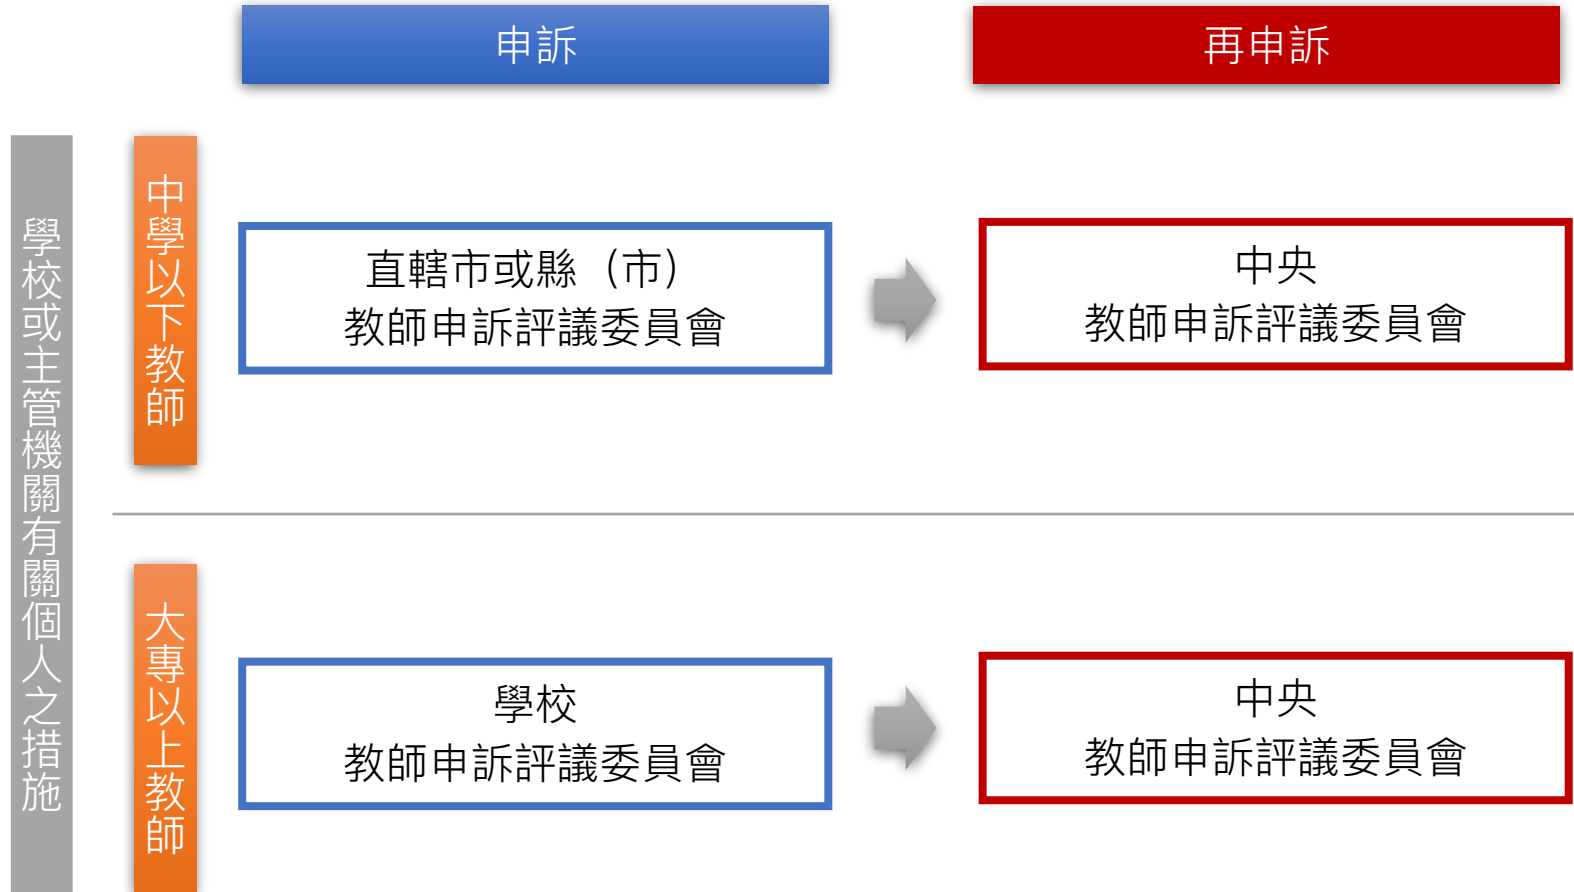 申訴
再申訴
學校或主管機關有關個人之措施
中學以下教師
直轄市或縣（市）
教師申訴評議委員會
中央
教師申訴評議委員會
大專以上教師
學校
教師申訴評議委員會
中央
教師申訴評議委員會